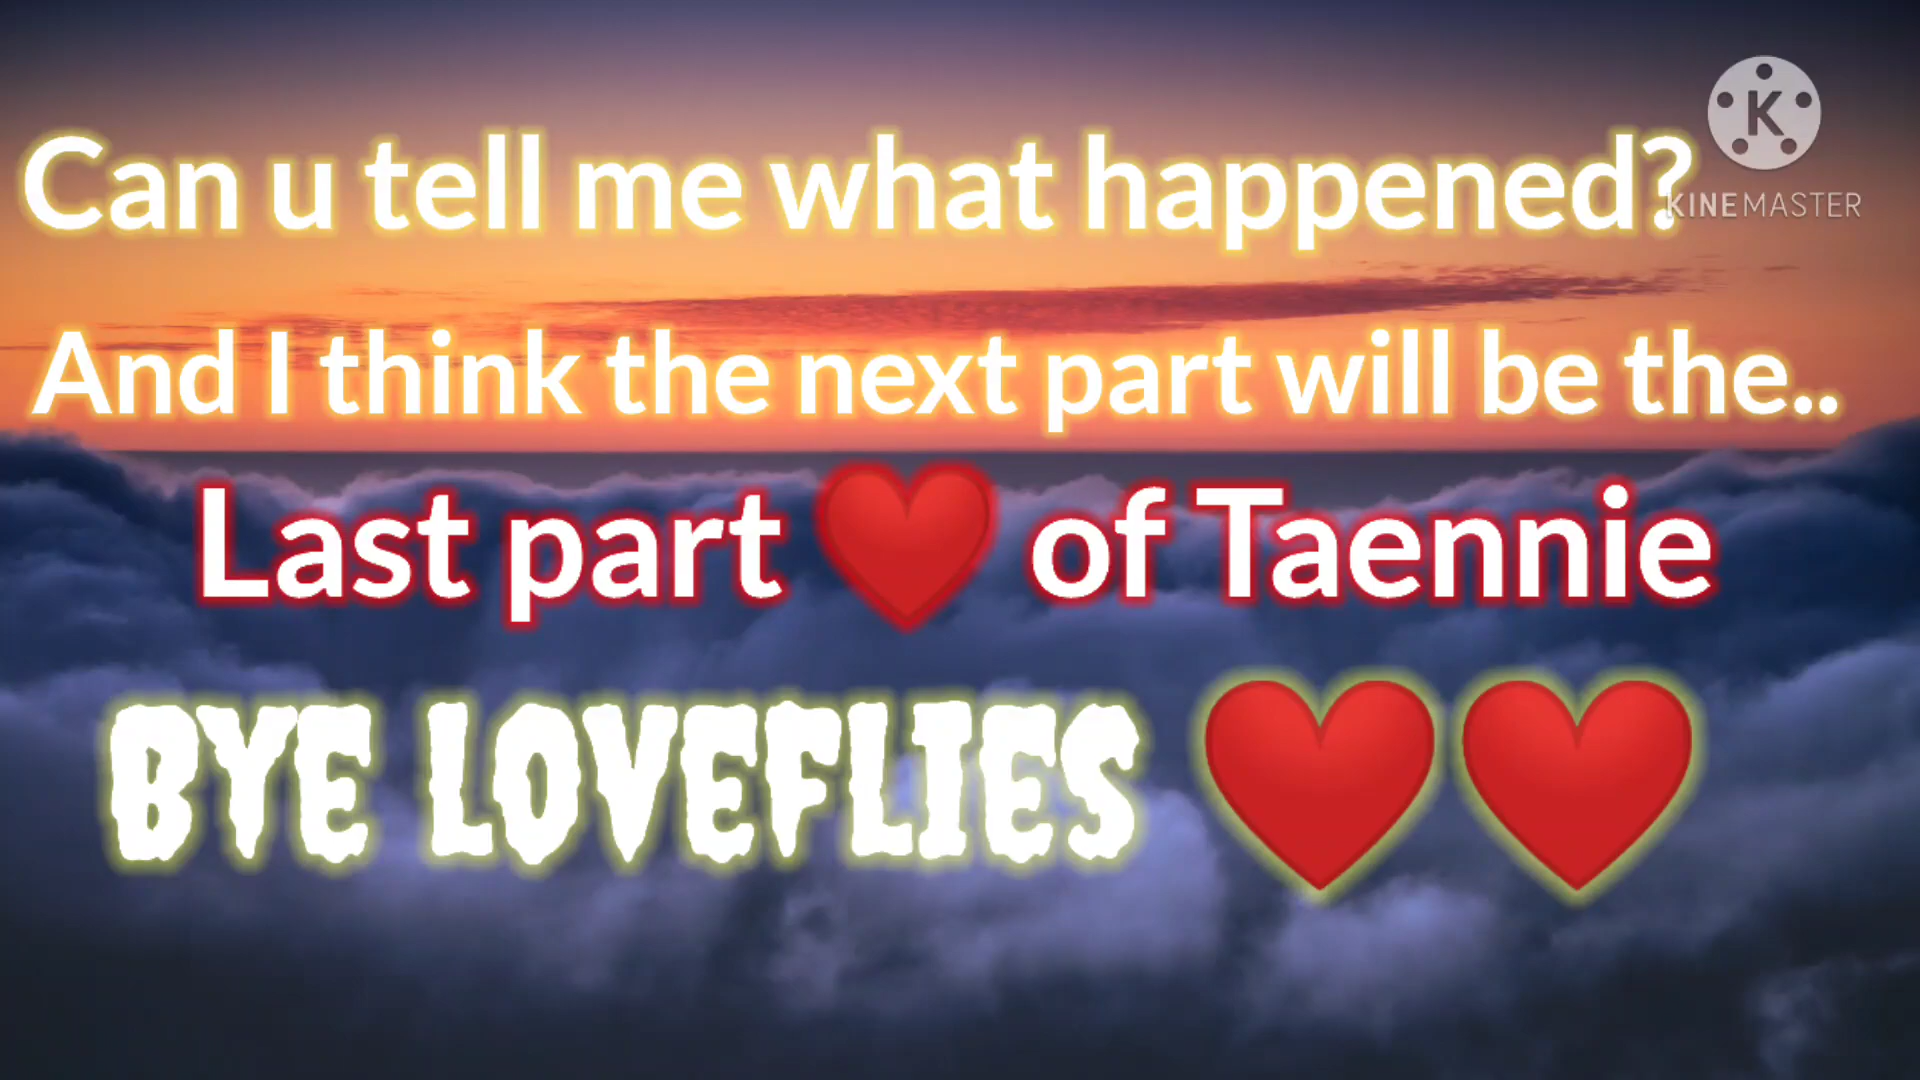 Can u tell me what happened?
K
KINEMASTER
And I think the next part will be the..
Last part ❤️ of Taennie
BYE LOVEFLIES ❤️❤️